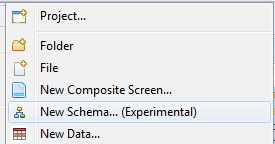 Project...
Folder
File
New Composite Screen...
New Schema... (Experimental)
New Data...